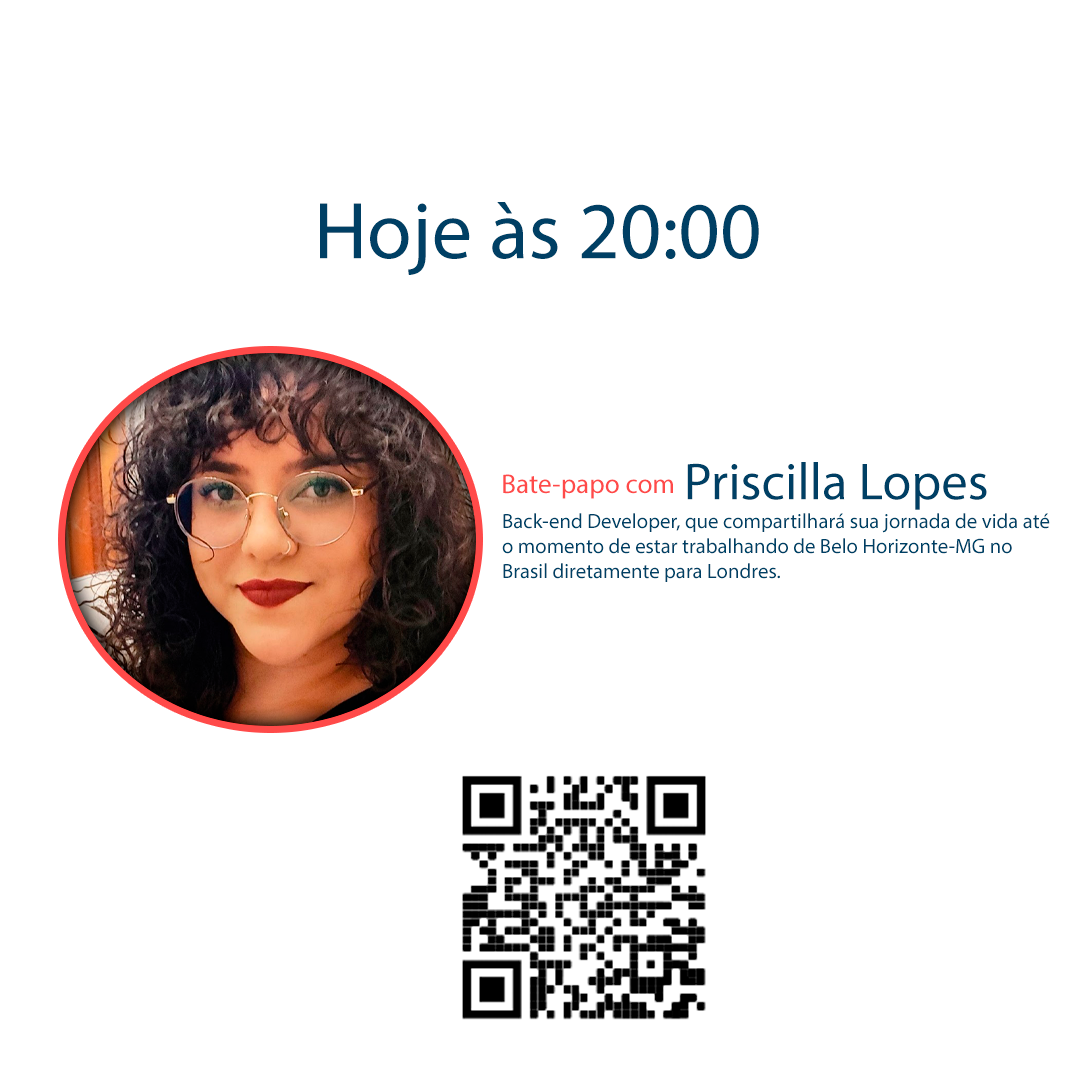 Hoje às 20:00
Bate-papo com Priscilla Lopes
Back-end Developer, que compartilhará sua jornada de vida até
o momento de estar trabalhando de Belo Horizonte-MG no
Brasil diretamente para Londres.